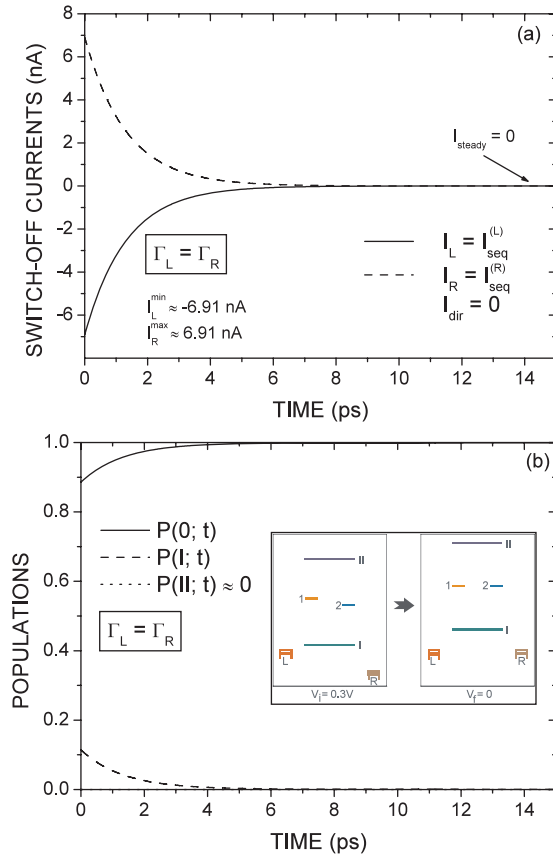 (a)
8
6
4
2
0
-2
-4
-6
SWITCH-OFF CURRENTS (nA)
I_steady = 0
Γ_L = Γ_R
I_L^min ≈ -6.91 nA
I_R^max ≈ 6.91 nA
I_L = I_seq^(L)
I_R = I_seq^(R)
I_dir = 0
0 2 4 6 8 10 12 14
TIME (ps)
(b)
1.0
0.8
0.6
0.4
0.2
0.0
POPULATIONS
P(0; t)
P(I; t)
P(II; t) ≈ 0
Γ_L = Γ_R
II
1
2
I
L
R
V_i = 0.3V
II
1
2
I
L
R
V_f = 0
0 2 4 6 8 10 12 14
TIME (ps)